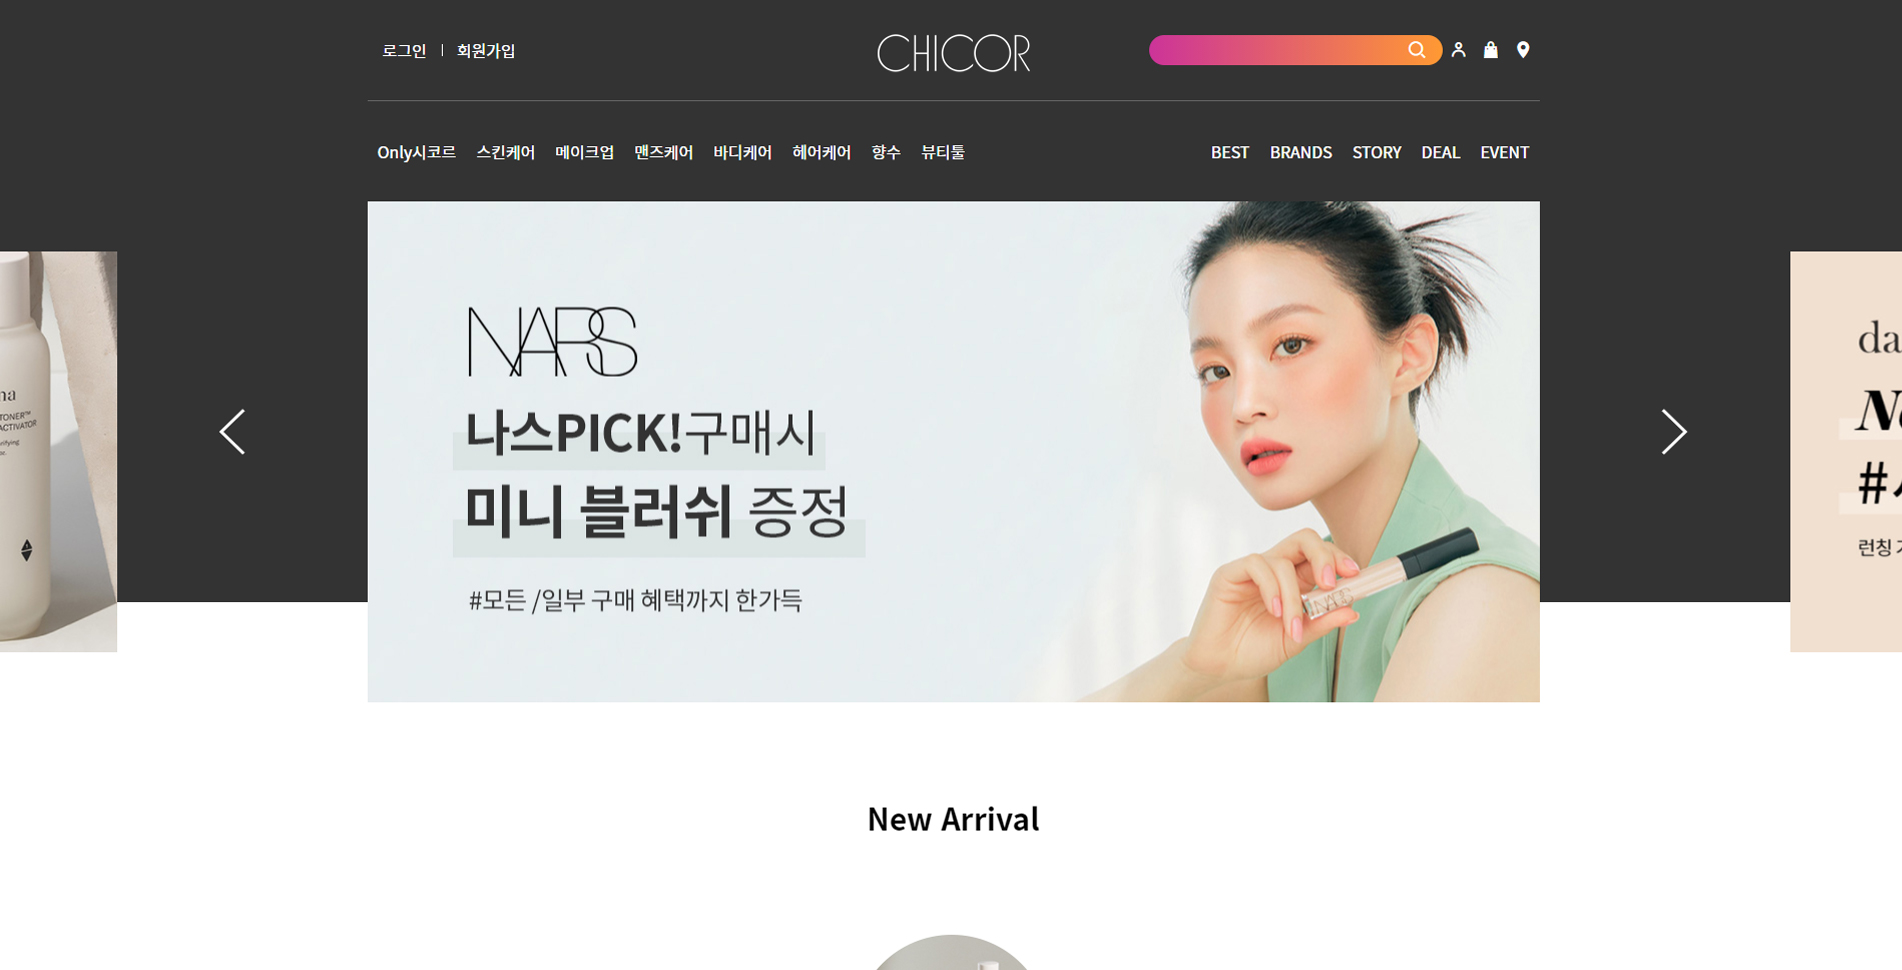 로그인 | 회원가입
CHICOR
Only시코르 스킨케어 메이크업 맨즈케어 바디케어 헤어케어 향수 뷰티툴
BEST BRANDS STORY DEAL EVENT
NARS
나스PICK!구매시
미니 블러쉬 증정
#모든 /일부 구매 혜택까지 한가득
NARS
na
TONER™
ACTIVATOR
da
#
런칭
New Arrival